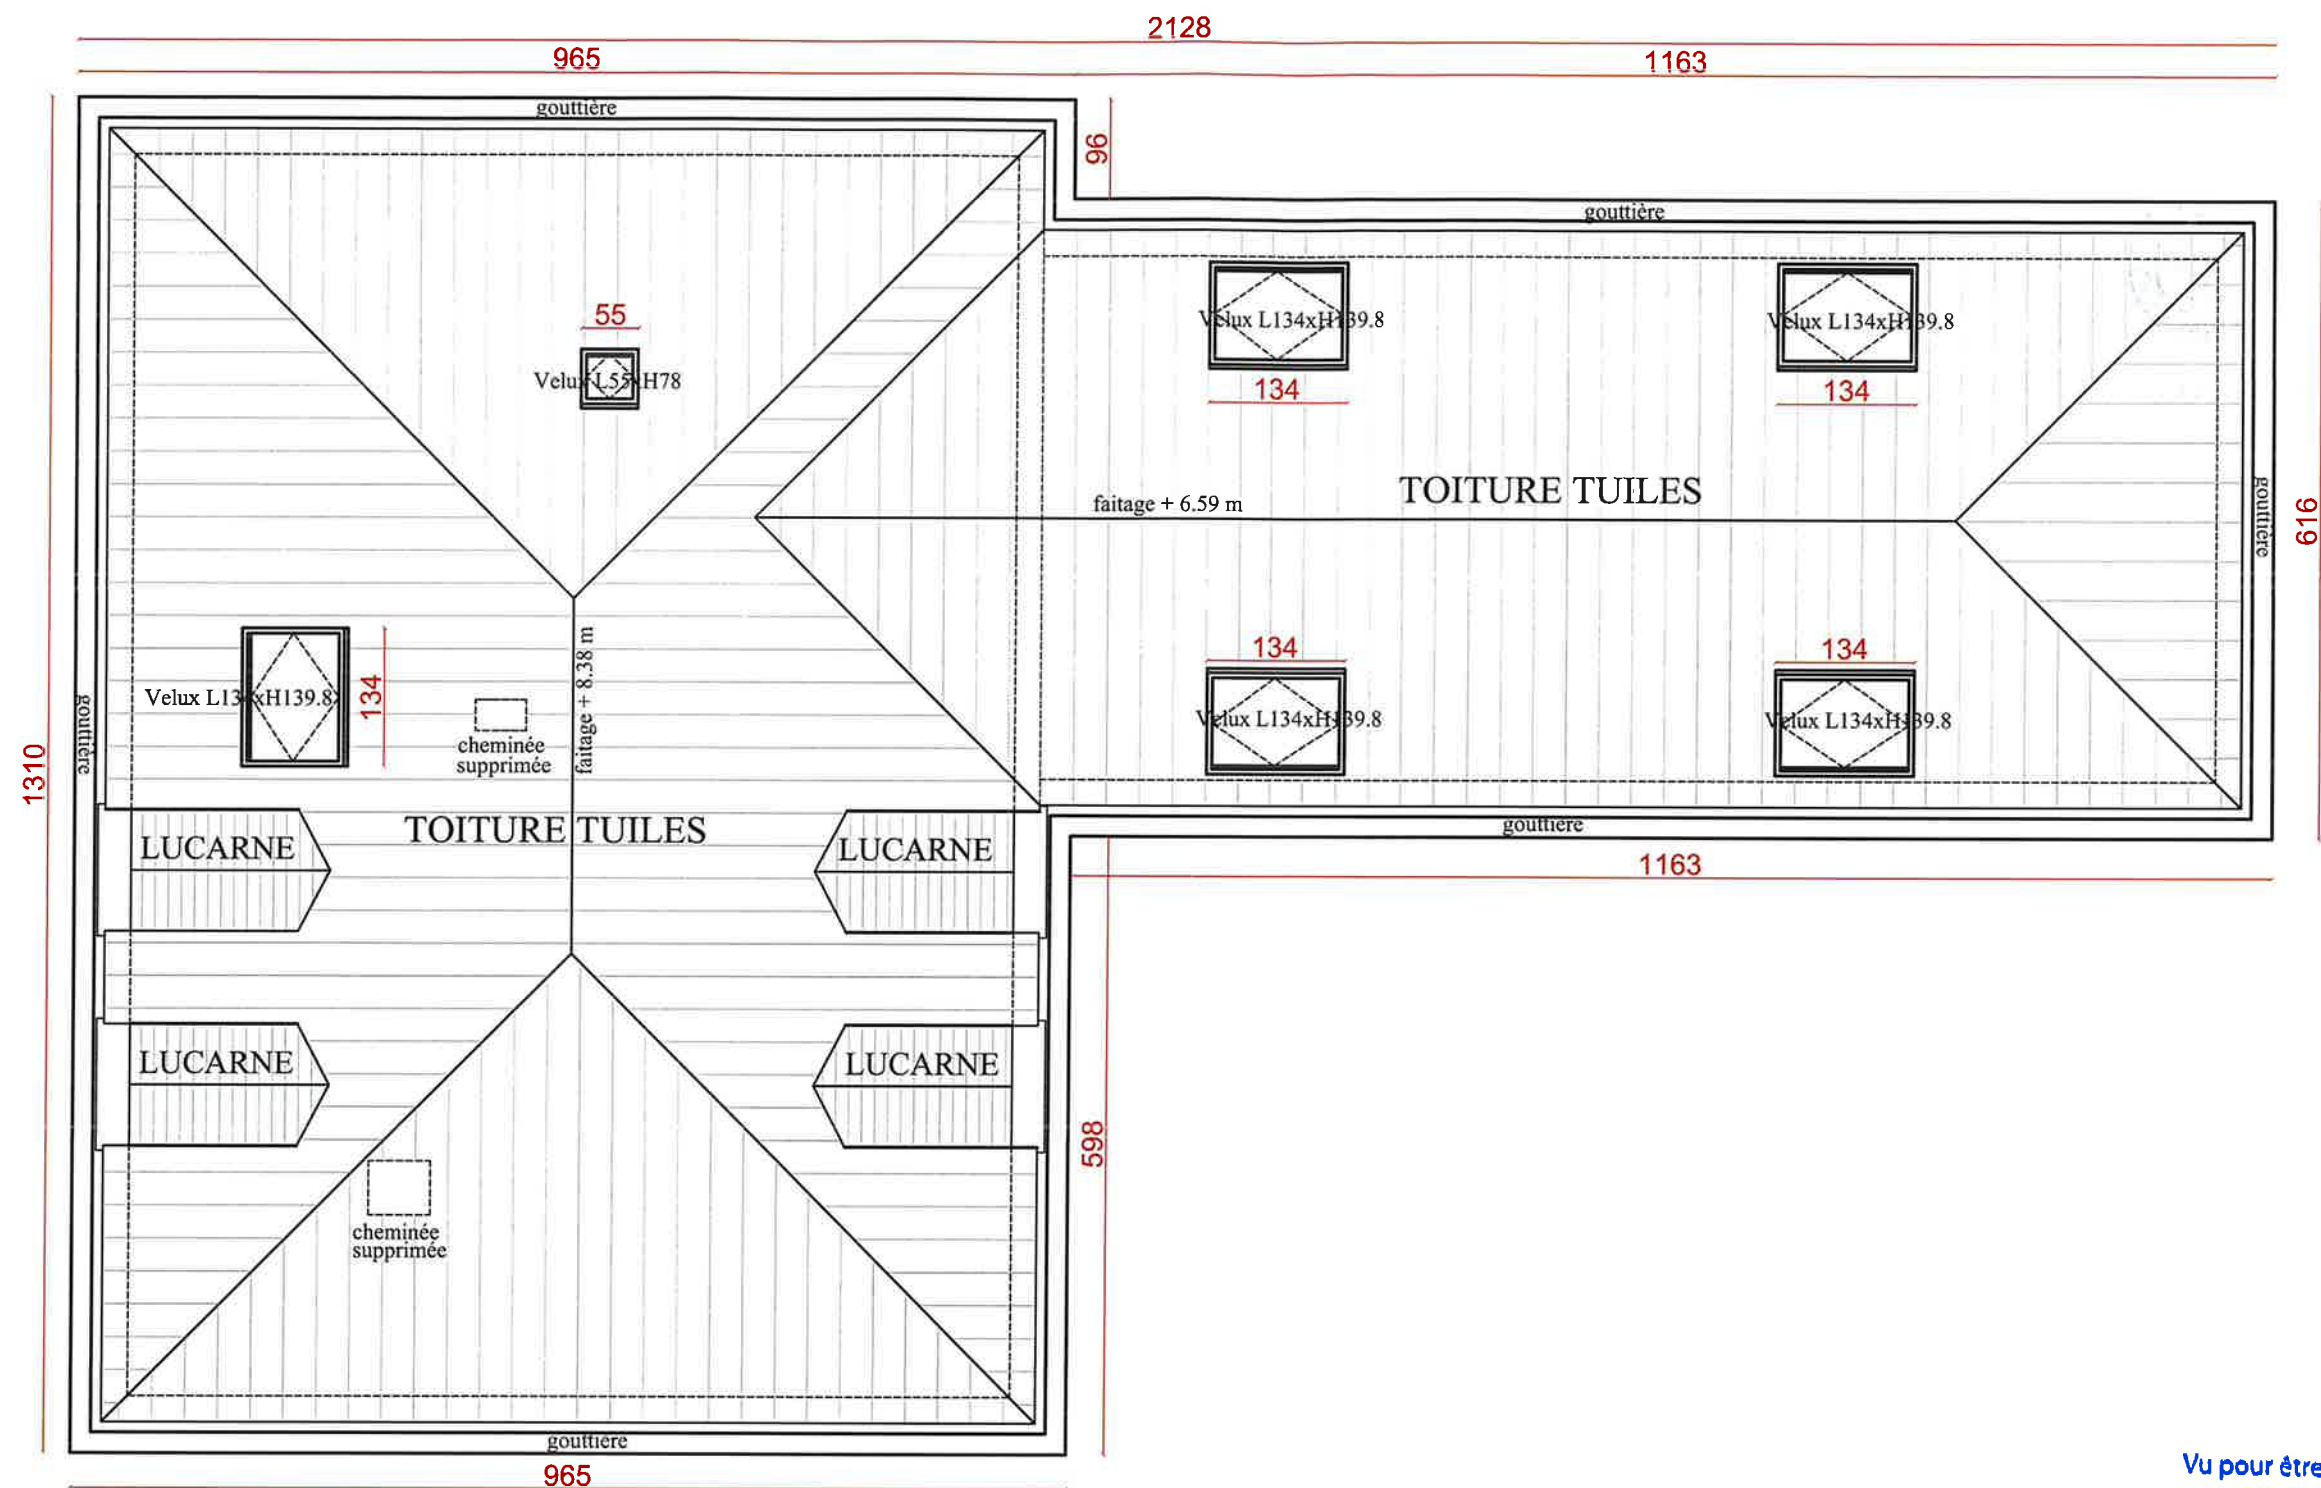 2128
965
1163
gouttière
96
gouttière
55
Velux L55xH78
Velux L134xH139.8
Velux L134xH139.8
134
134
TOITURE TUILES
faitage + 6.59 m
gouttière
616
faitage + 8.38 m
134
134
Velux L134xH139.8
134
Velux L134xH139.8
Velux L134xH139.8
gouttière
1310
cheminée
supprimée
TOITURE TUILES
LUCARNE
LUCARNE
gouttière
1163
LUCARNE
LUCARNE
598
cheminée
supprimée
gouttière
965
Vu pour être